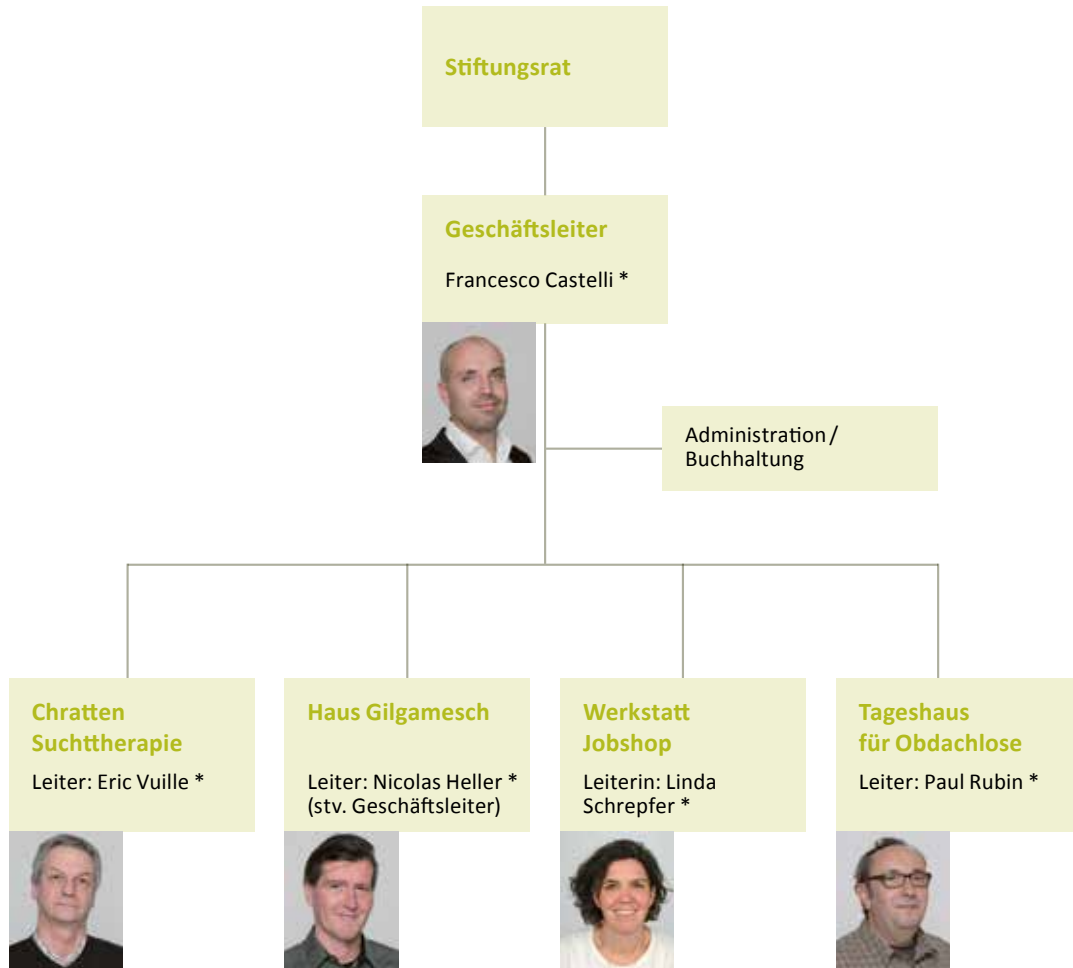 Stiftungsrat
Geschäftsleiter
Francesco Castelli *
Administration /
Buchhaltung
Chratten
Suchttherapie
Leiter: Eric Vuille *
Haus Gilgamesch
Leiter: Nicolas Heller *
(stv. Geschäftsleiter)
Werkstatt
Jobshop
Leiterin: Linda
Schrepfer *
Tageshaus
für Obdachlose
Leiter: Paul Rubin *